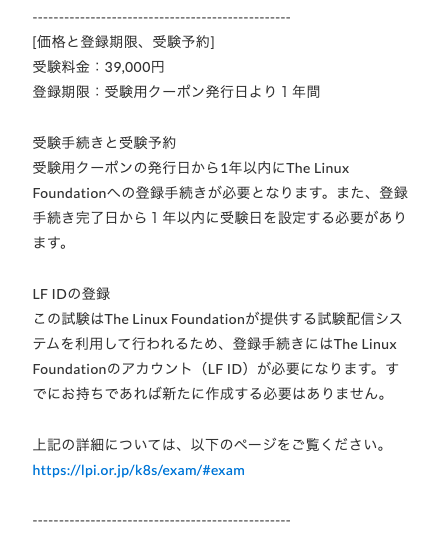 --------------------------------------------------
[価格と登録期限、受験予約]
受験料金：39,000円
登録期限：受験用クーポン発行日より１年間
受験手続きと受験予約
受験用クーポンの発行日から1年以内にThe Linux
Foundationへの登録手続きが必要となります。また、登録
手続き完了日から１年以内に受験日を設定する必要があり
ます。
LF IDの登録
この試験はThe Linux Foundationが提供する試験配信シス
テムを利用して行われるため、登録手続きにはThe Linux
Foundationのアカウント（LF ID）が必要になります。す
でにお持ちであれば新たに作成する必要はありません。
上記の詳細については、以下のページをご覧ください。
https://lpi.or.jp/k8s/exam/#exam
--------------------------------------------------